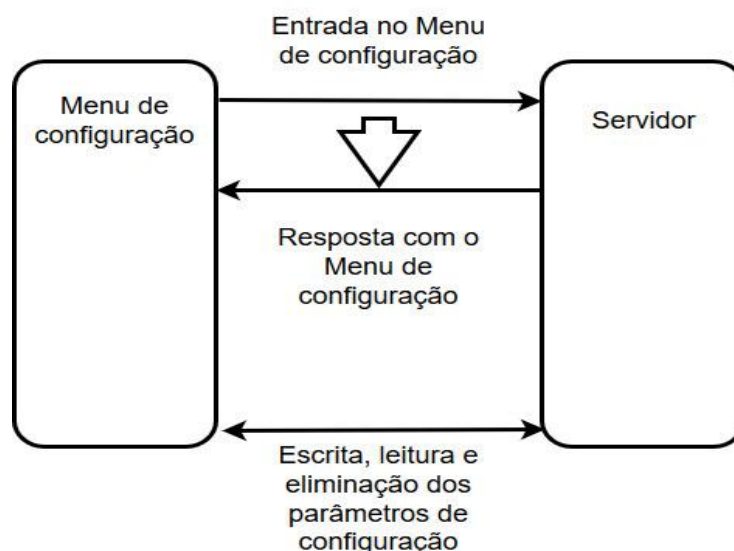 Entrada no Menu
de configuração
Menu de
configuração
Servidor
Resposta com o
Menu de
configuração
Escrita, leitura e
eliminação dos
parâmetros de
configuração